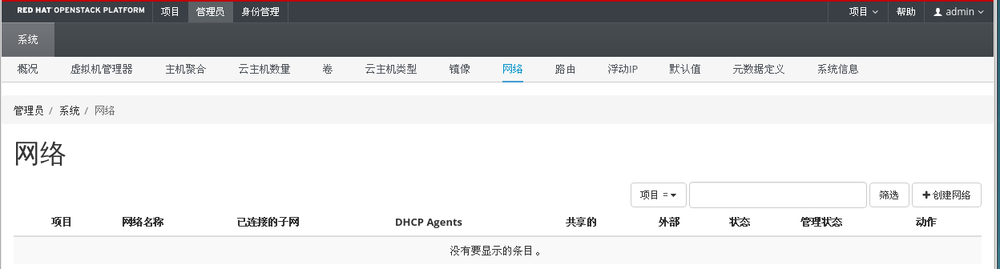 RED HAT OPENSTACK PLATFORM 项目 管理员 身份管理 项目 帮助 admin
系统
概况 虚拟机管理器 主机聚合 云主机数量 卷 云主机类型 镜像 网络 路由 浮动IP 默认值 元数据定义 系统信息
管理员 / 系统 / 网络
网络
项目 = 筛选 创建网络
项目 网络名称 已连接的子网 DHCP Agents 共享的 外部 状态 管理状态 动作
没有要显示的条目。